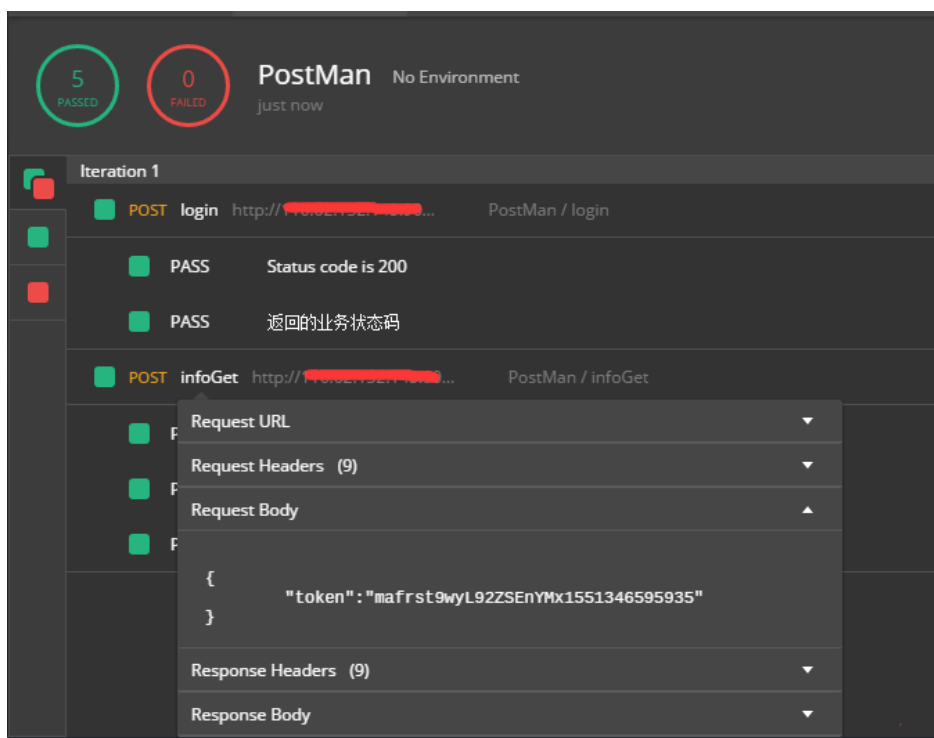 5
PASSED
0
FAILED
PostMan No Environment
just now
Iteration 1
POST login http:// PostMan / login
PASS Status code is 200
PASS 返回的业务状态码
POST infoGet http:// PostMan / infoGet
Request URL
Request Headers (9)
Request Body
{
"token":"mafrst9wyL92ZSEnYMx1551346595935"
}
Response Headers (9)
Response Body